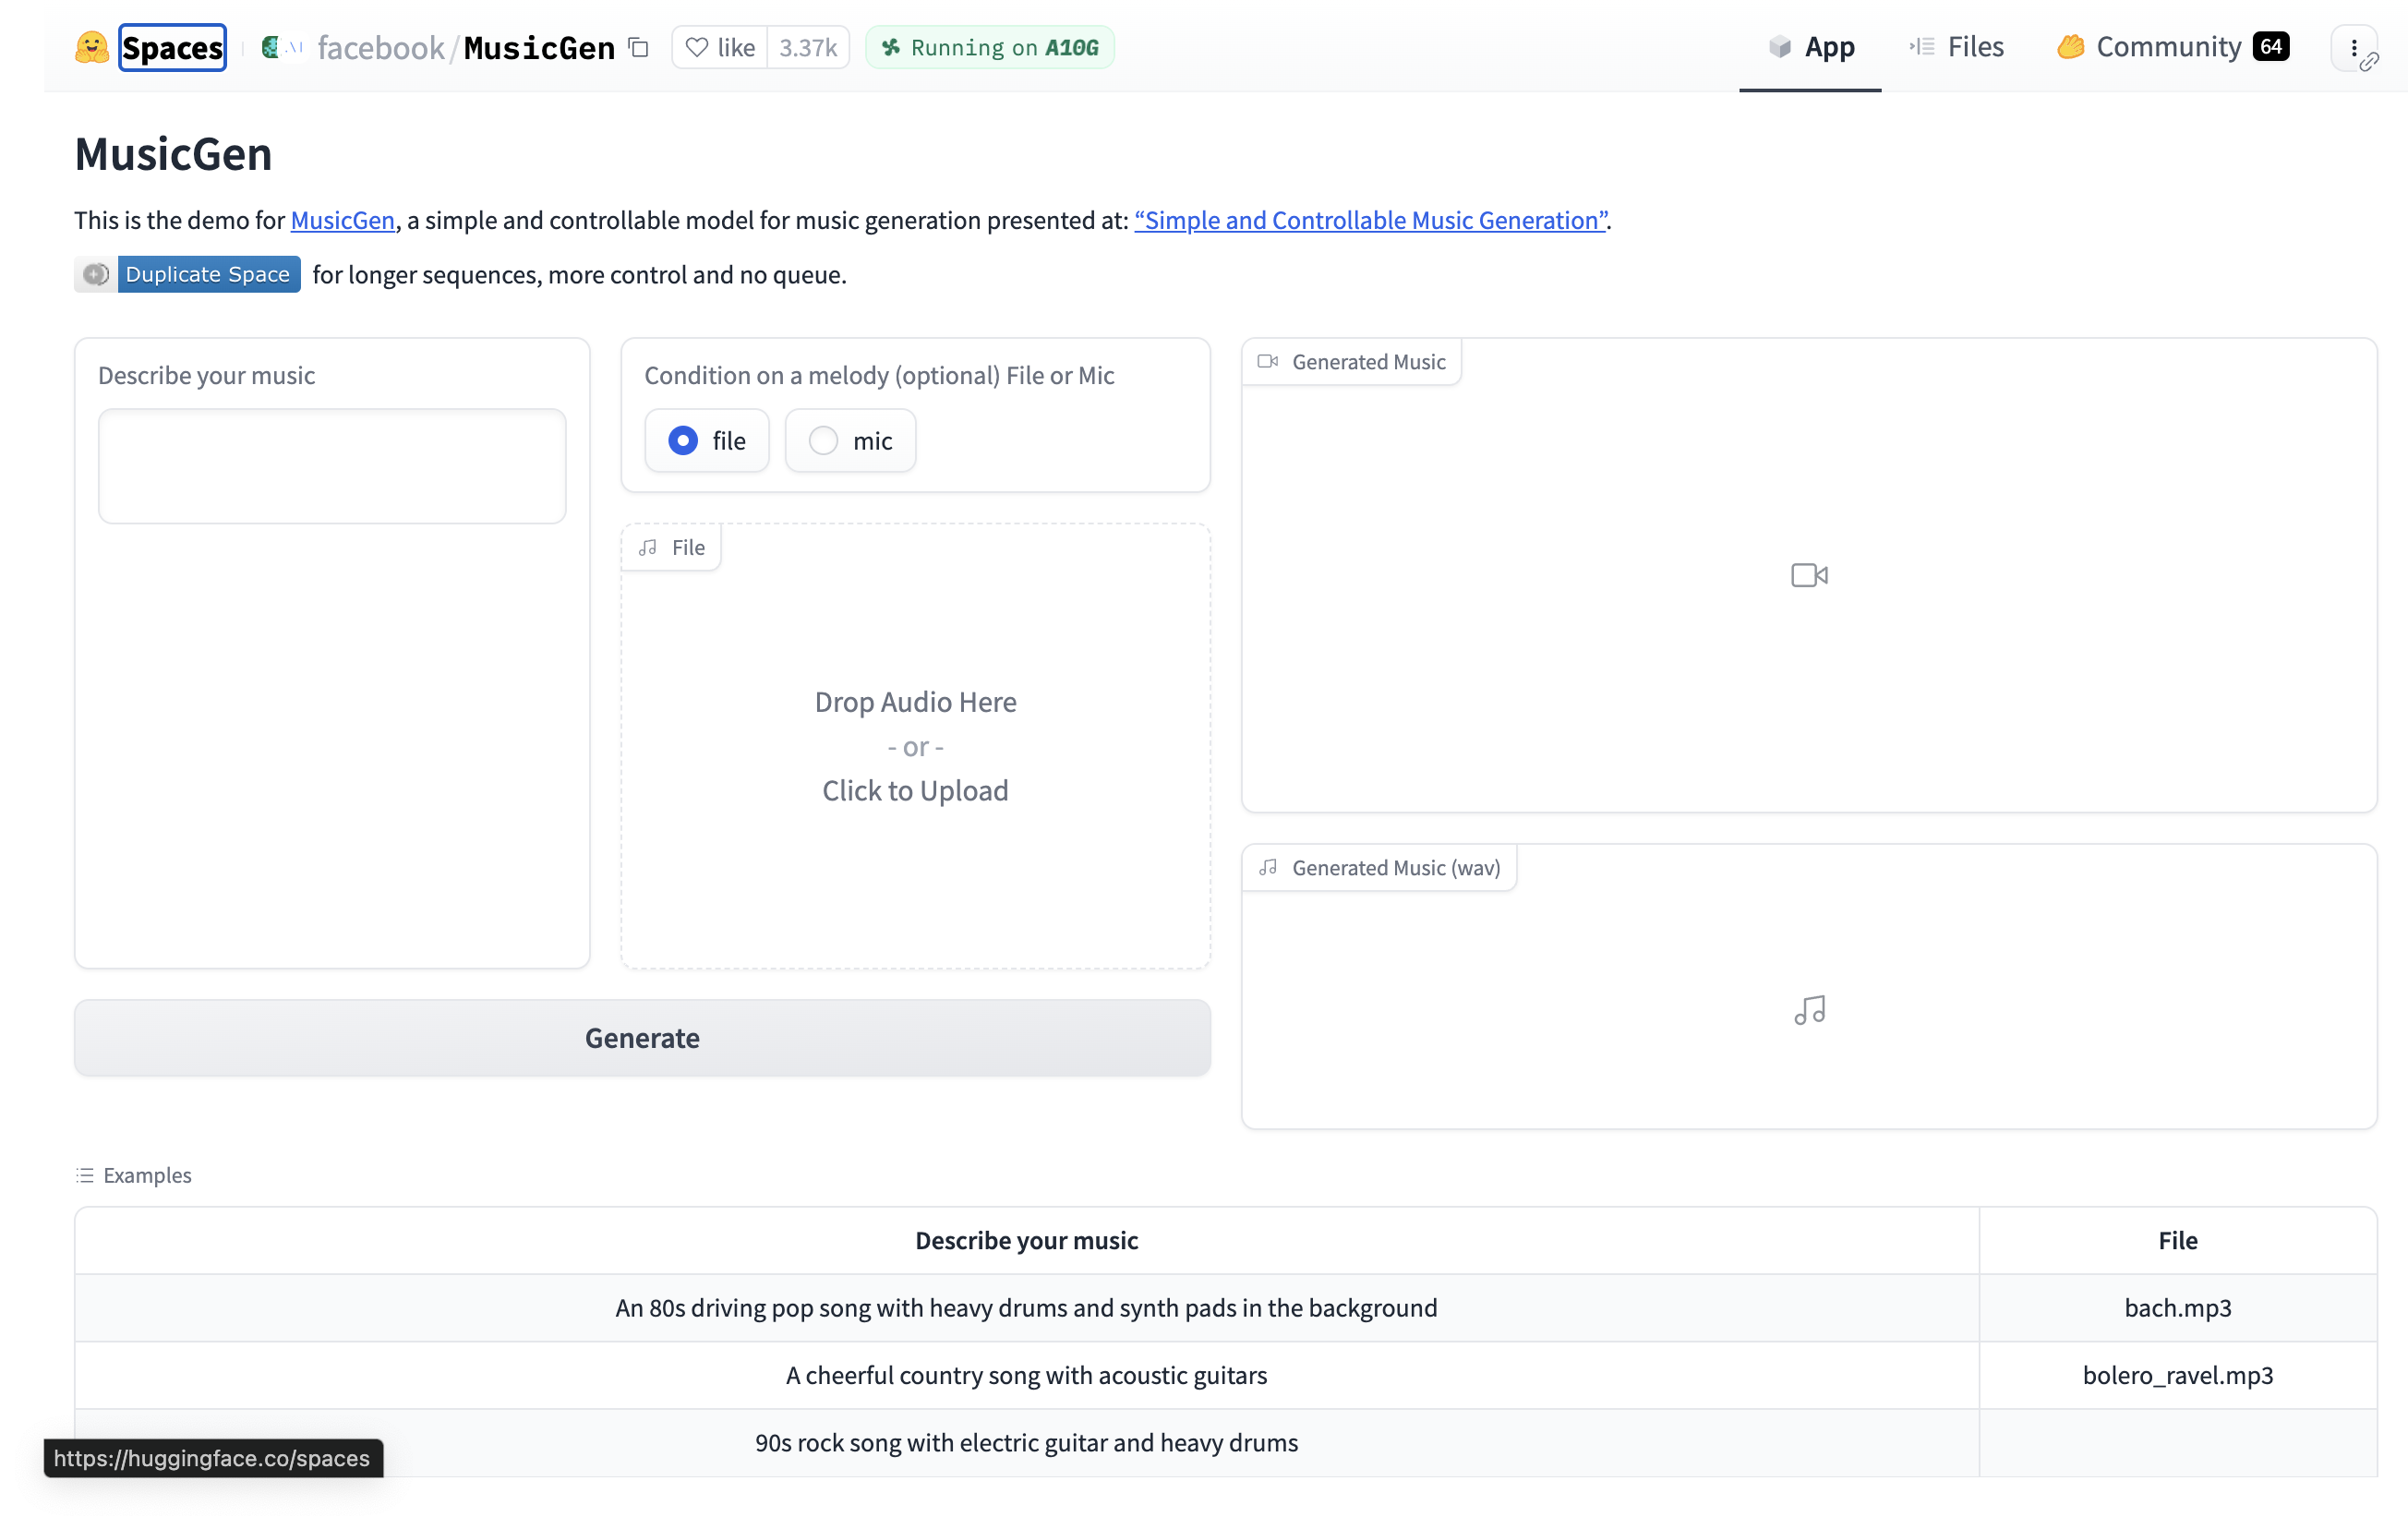 Spaces facebook/MusicGen like 3.37k Running on A10G App Files Community 64
MusicGen
This is the demo for MusicGen, a simple and controllable model for music generation presented at: “Simple and Controllable Music Generation”.
Duplicate Space for longer sequences, more control and no queue.
Describe your music
Condition on a melody (optional) File or Mic
file mic
File
Drop Audio Here
- or -
Click to Upload
Generate
Generated Music
Generated Music (wav)
Examples
Describe your music File
An 80s driving pop song with heavy drums and synth pads in the background bach.mp3
A cheerful country song with acoustic guitars bolero_ravel.mp3
90s rock song with electric guitar and heavy drums
https://huggingface.co/spaces